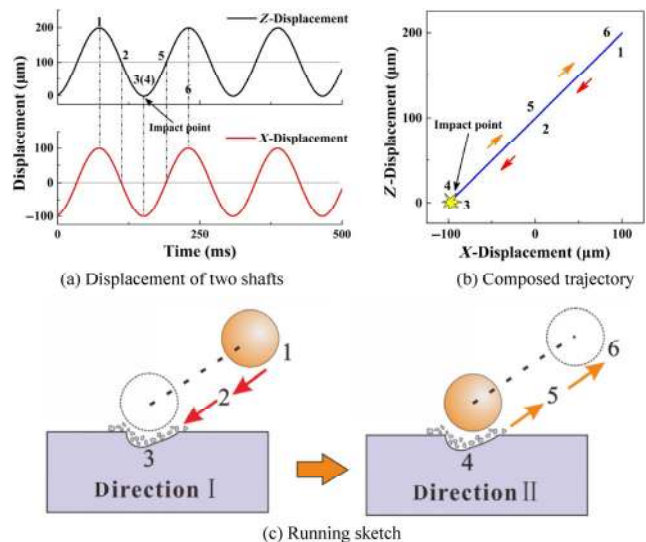 1
Z-Displacement
200
2
5
100
3(4)
6
0
Impact point
X-Displacement
100
0
−100
0
250
500
Displacement (μm)
Time (ms)
(a) Displacement of two shafts
6
200
1
5
100
2
Impact point
4
0
3
−100
0
100
Z-Displacement (μm)
X-Displacement (μm)
(b) Composed trajectory
1
2
3
Direction I
6
5
4
Direction II
(c) Running sketch